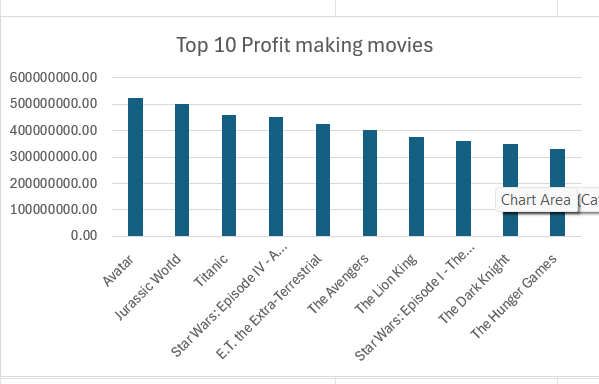 Top 10 Profit making movies
600000000.00
500000000.00
400000000.00
300000000.00
200000000.00
100000000.00
0.00
Chart Area (Ca
Avatar
Jurassic World
Titanic
Star Wars: Episode IV - A...
E.T. the Extra-Terrestrial
The Avengers
The Lion King
Star Wars: Episode I - The...
The Dark Knight
The Hunger Games